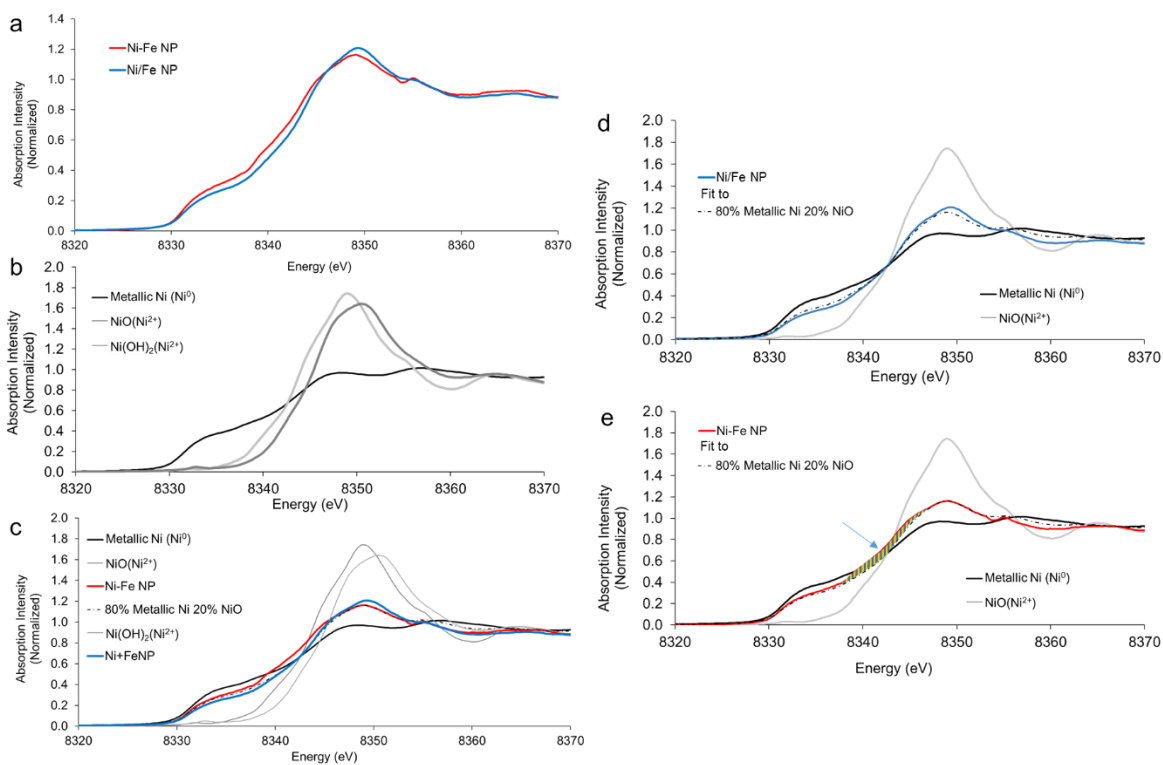 a
Absorption Intensity
(Normalized)
1.4
1.2
1.0
0.8
0.6
0.4
0.2
0.0
Ni-Fe NP
Ni/Fe NP
8320
8330
8340
8350
8360
8370
Energy (eV)
b
Absorption Intensity
(Normalized)
2.0
1.8
1.6
1.4
1.2
1.0
0.8
0.6
0.4
0.2
0.0
Metallic Ni (Ni⁰)
NiO(Ni²⁺)
Ni(OH)₂(Ni²⁺)
8320
8330
8340
8350
8360
8370
Energy (eV)
c
Absorption Intensity
(Normalized)
2.0
1.8
1.6
1.4
1.2
1.0
0.8
0.6
0.4
0.2
0.0
Metallic Ni (Ni⁰)
NiO(Ni²⁺)
Ni-Fe NP
80% Metallic Ni 20% NiO
Ni(OH)₂(Ni²⁺)
Ni+FeNP
8320
8330
8340
8350
8360
8370
Energy (eV)
d
Absorption Intensity
(Normalized)
2.0
1.8
1.6
1.4
1.2
1.0
0.8
0.6
0.4
0.2
0.0
Ni/Fe NP
Fit to
80% Metallic Ni 20% NiO
Metallic Ni (Ni⁰)
NiO(Ni²⁺)
8320
8330
8340
8350
8360
8370
Energy (eV)
e
Absorption Intensity
(Normalized)
2.0
1.8
1.6
1.4
1.2
1.0
0.8
0.6
0.4
0.2
0.0
Ni-Fe NP
Fit to
80% Metallic Ni 20% NiO
Metallic Ni (Ni⁰)
NiO(Ni²⁺)
8320
8330
8340
8350
8360
8370
Energy (eV)